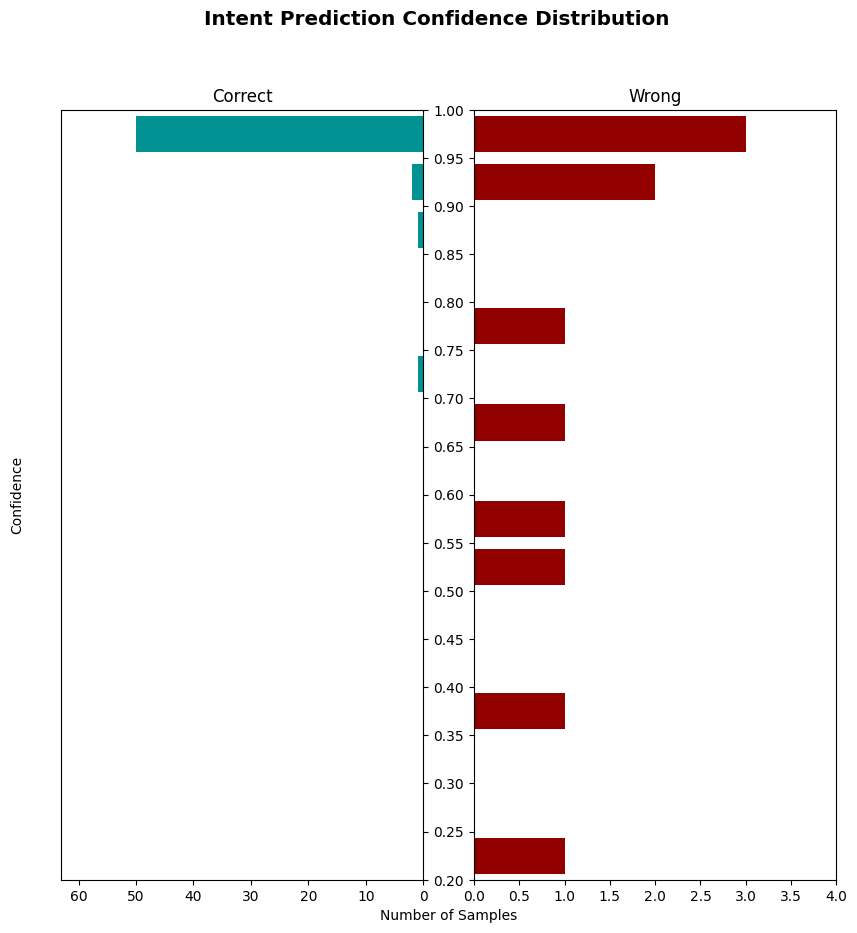 Intent Prediction Confidence Distribution
Correct
Wrong
1.00
0.95
0.90
0.85
0.80
0.75
0.70
0.65
0.60
0.55
0.50
0.45
0.40
0.35
0.30
0.25
0.20
Confidence
60 50 40 30 20 10 0
0.0 0.5 1.0 1.5 2.0 2.5 3.0 3.5 4.0
Number of Samples